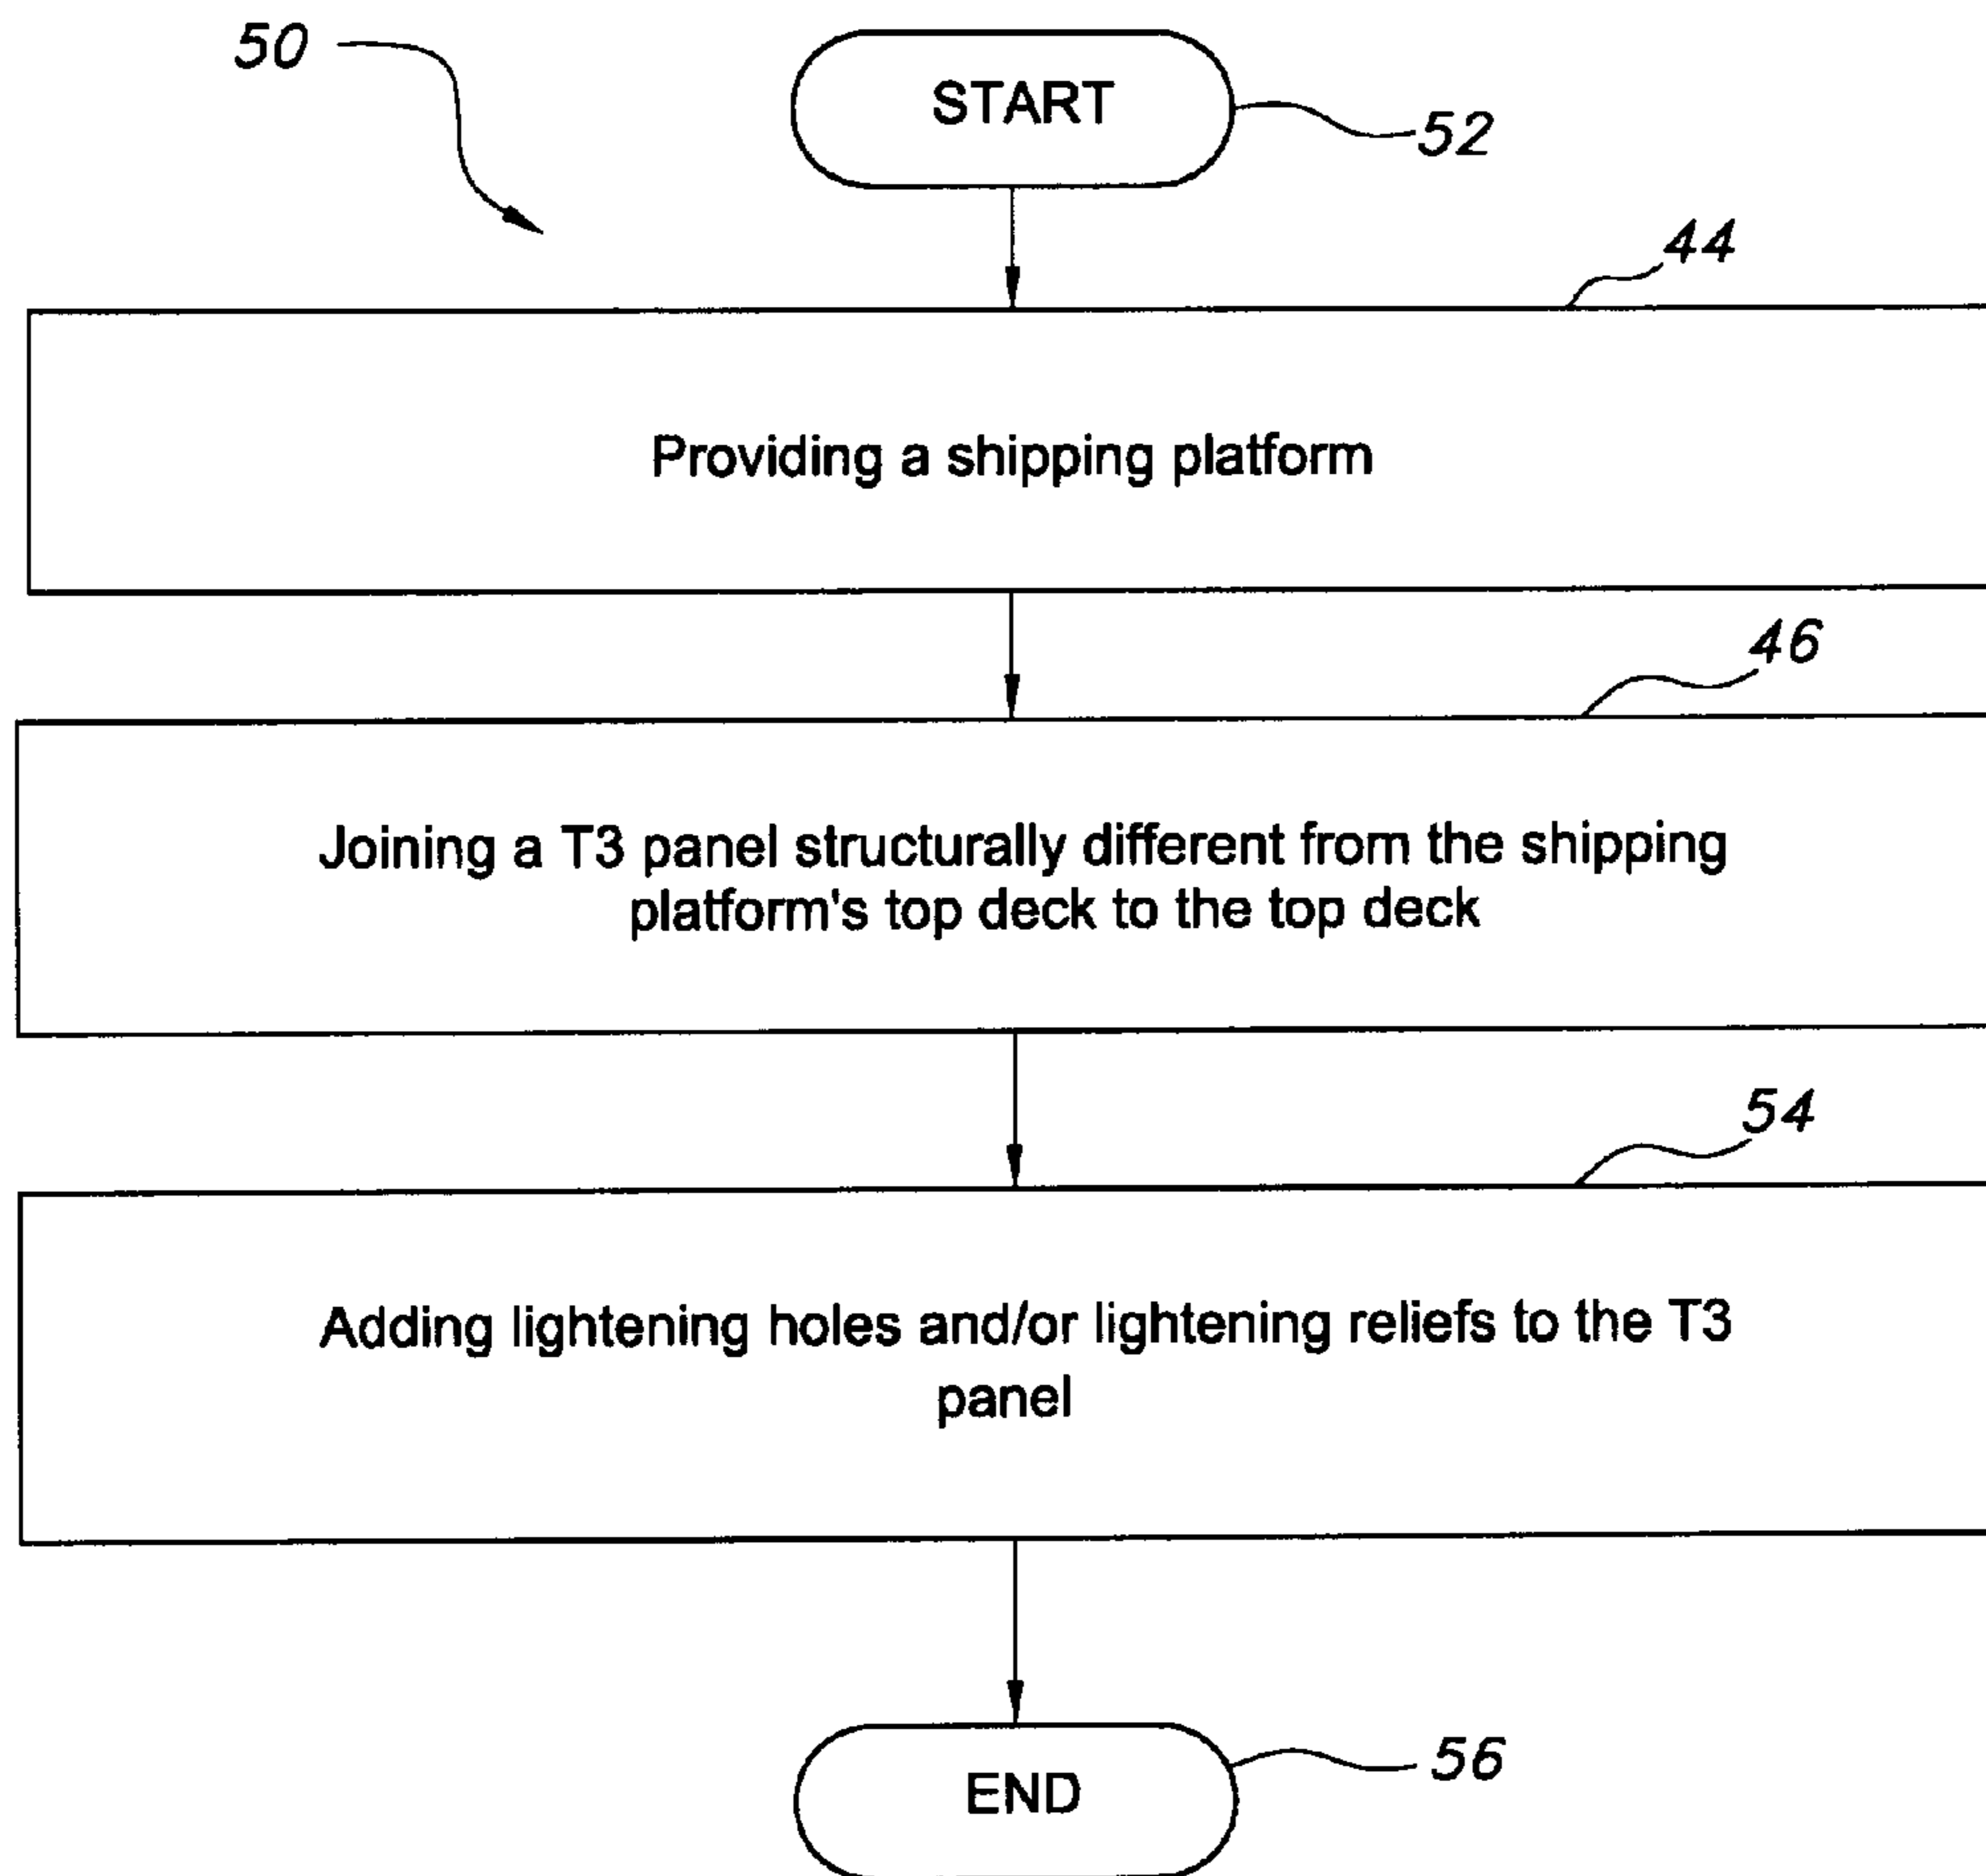 50
START
52
44
Providing a shipping platform
46
Joining a T3 panel structurally different from the shipping
platform's top deck to the top deck
54
Adding lightening holes and/or lightening reliefs to the T3
panel
END
56